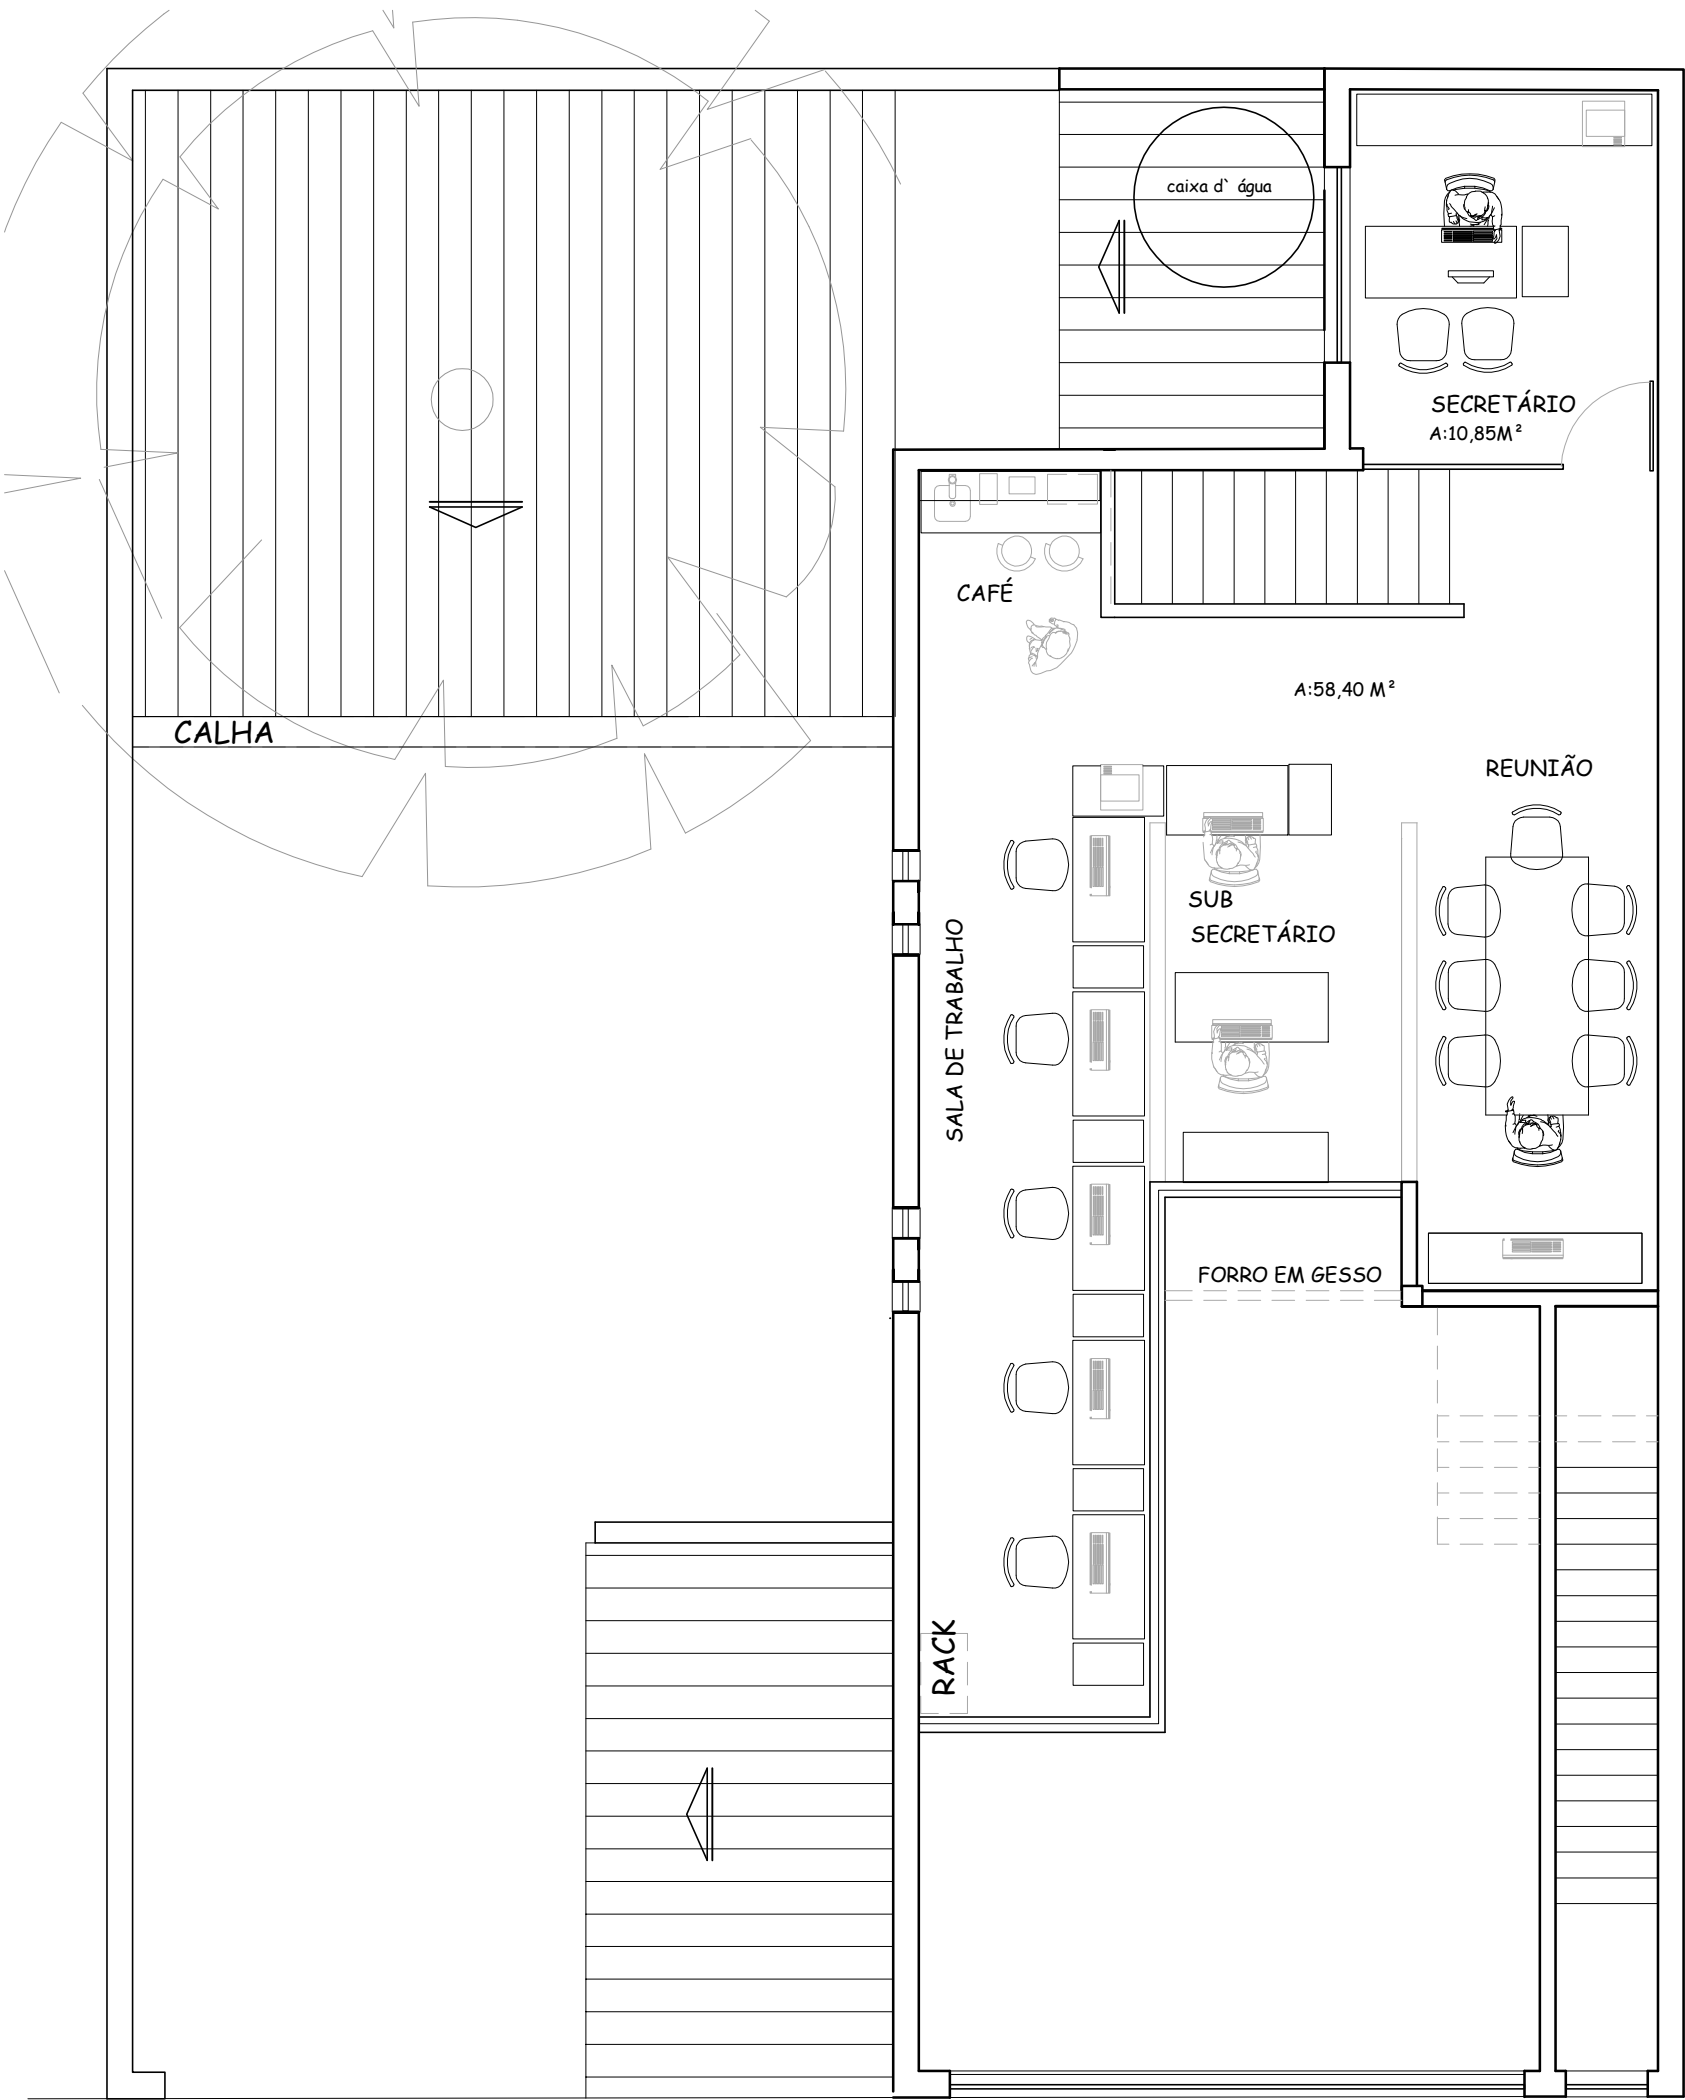 caixa d` água
SECRETÁRIO
A:10,85M²
CAFÉ
A:58,40 M²
CALHA
REUNIÃO
SUB
SECRETÁRIO
SALA DE TRABALHO
FORRO EM GESSO
RACK